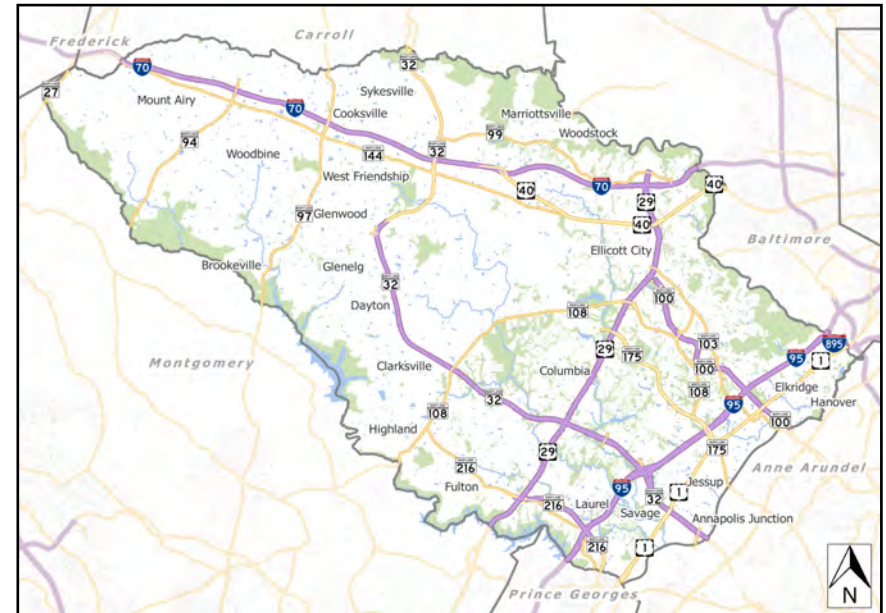 Frederick
Carroll
32
27
70
Mount Airy
Sykesville
70
Cooksville
Marriottsville
99
Woodstock
94
Woodbine
144
32
West Friendship
70
40
40
29
97
Glenwood
40
Ellicott City
Baltimore
Brookeville
Glenelg
32
100
Dayton
108
103
895
29
175
95
1
Montgomery
Clarksville
Columbia
100
Elkridge
108
95
Hanover
32
108
100
Highland
29
175
216
Anne Arundel
Fulton
95
Jessup
1
Laurel
32
216
Savage
Annapolis Junction
216
1
Prince Georges
N